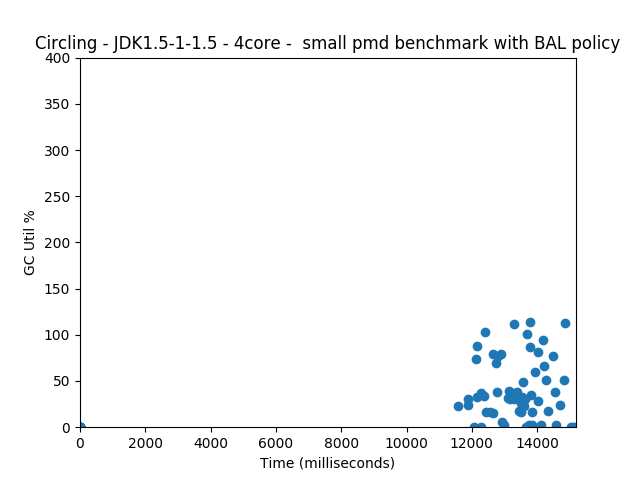 Circling - JDK1.5-1-1.5 - 4core -  small pmd benchmark with BAL policy
400
350
300
250
200
150
100
50
0
GC Util %
0 2000 4000 6000 8000 10000 12000 14000
Time (milliseconds)